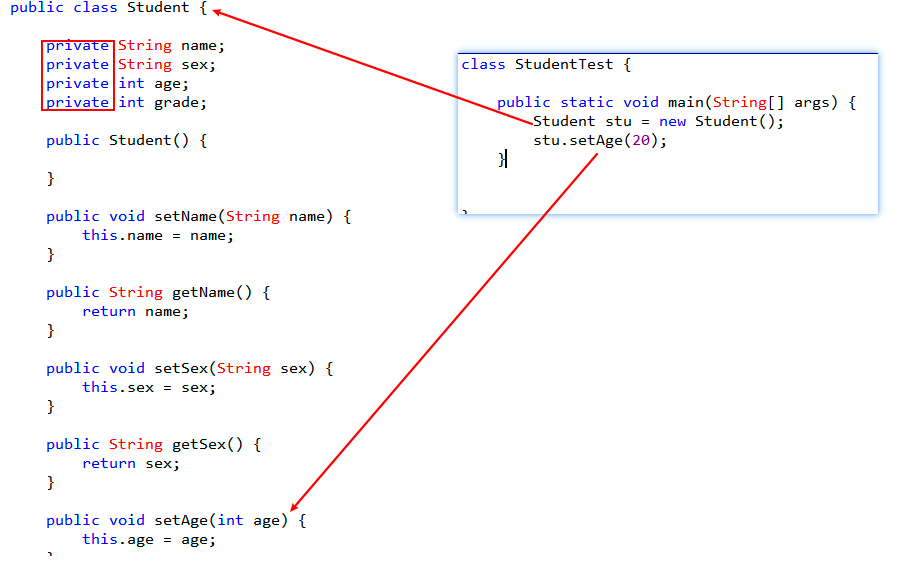 public class Student {
private String name;
private String sex;
private int age;
private int grade;
public Student() {
}
public void setName(String name) {
this.name = name;
}
public String getName() {
return name;
}
public void setSex(String sex) {
this.sex = sex;
}
public String getSex() {
return sex;
}
public void setAge(int age) {
this.age = age;
class StudentTest {
public static void main(String[] args) {
Student stu = new Student();
stu.setAge(20);
}